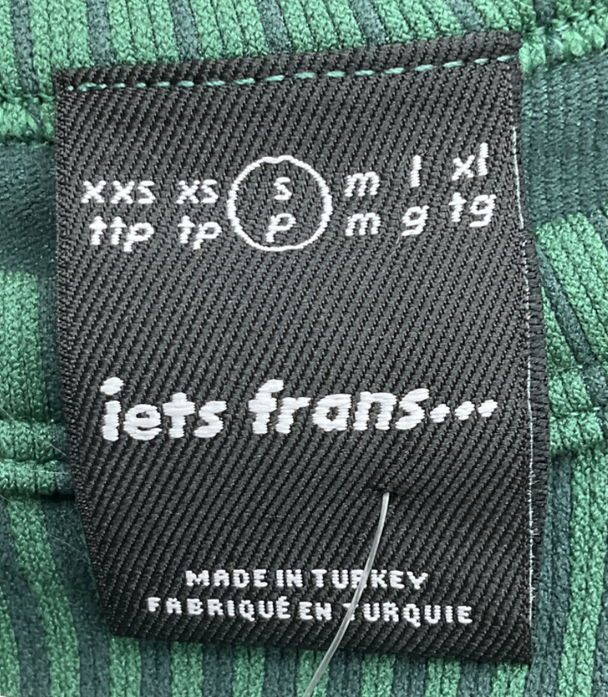 xxs xs s m l xl
ttp tp p m g tg
iets frans...
MADE IN TURKEY
FABRIQUÉ EN TURQUIE